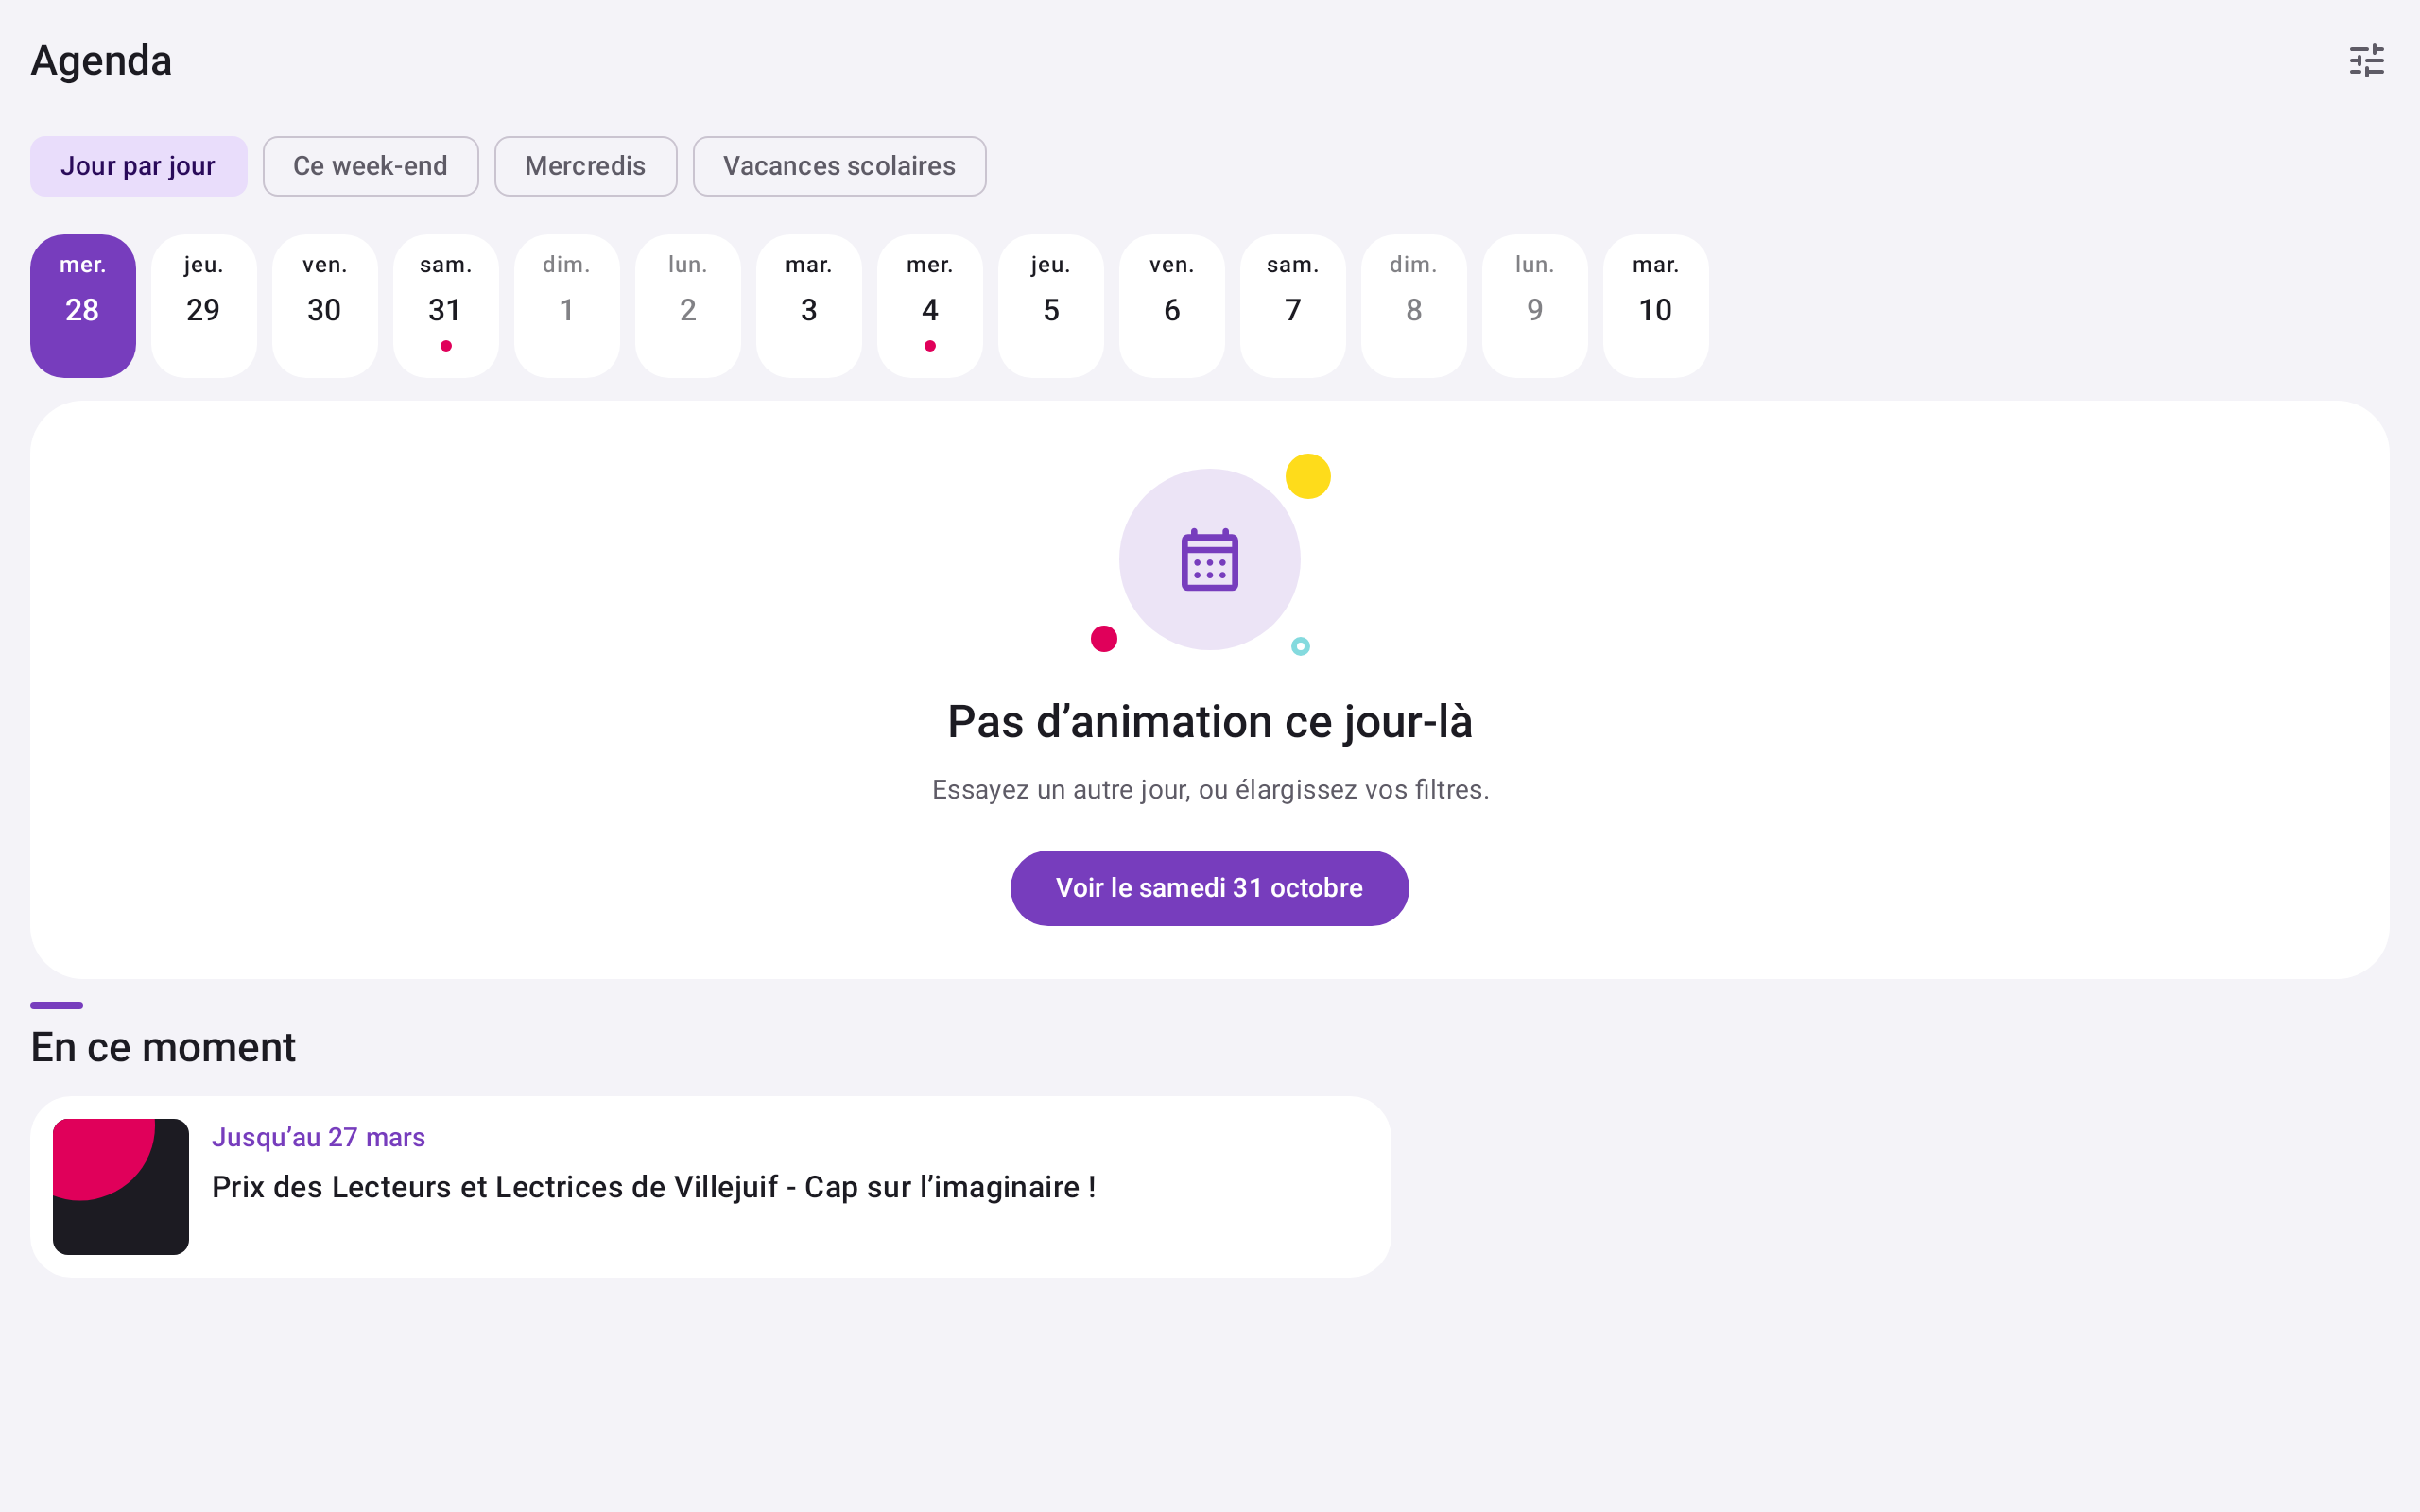 Agenda
Jour par jour
Ce week-end
Mercredis
Vacances scolaires
mer. jeu. ven. sam. dim. lun. mar. mer. jeu. ven. sam. dim. lun. mar.
28 29 30 31 1 2 3 4 5 6 7 8 9 10
Pas d’animation ce jour-là
Essayez un autre jour, ou élargissez vos filtres.
Voir le samedi 31 octobre
En ce moment
Jusqu’au 27 mars
Prix des Lecteurs et Lectrices de Villejuif - Cap sur l’imaginaire !